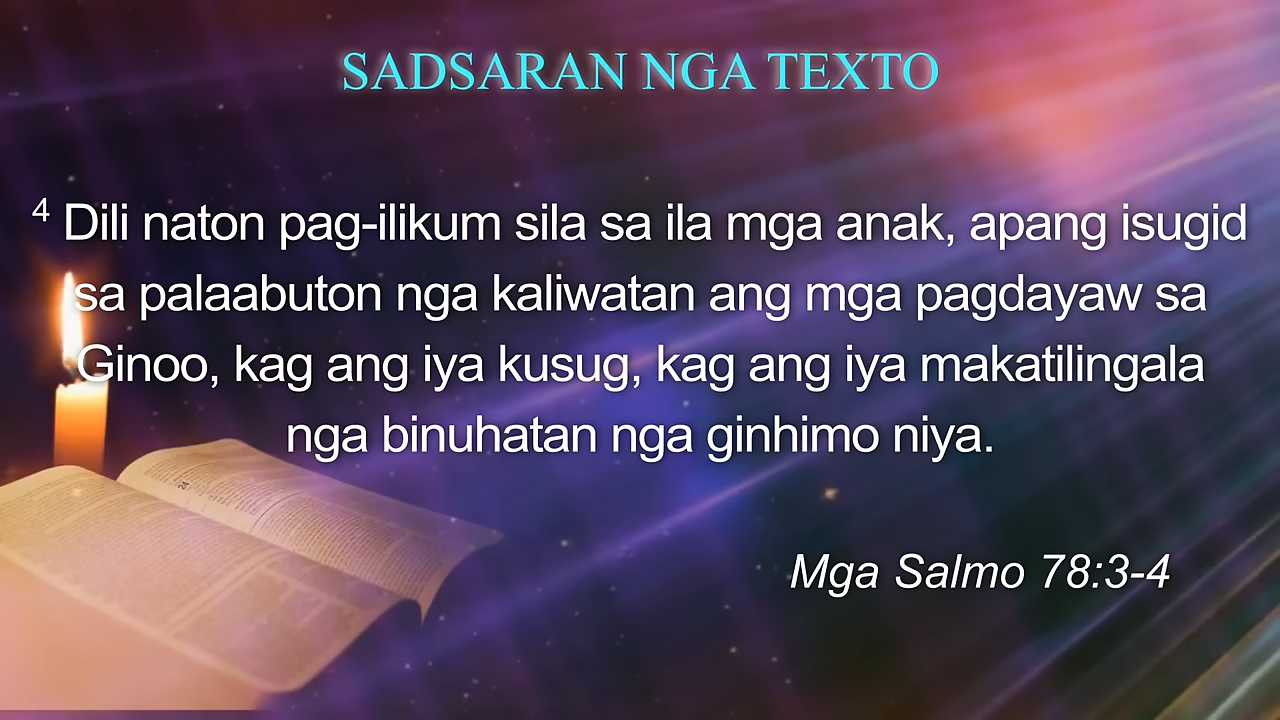 SADSARAN NGA TEXTO
4 Dili naton pag-ilikum sila sa ila mga anak, apang isugid
sa palaabuton nga kaliwatan ang mga pagdayaw sa
Ginoo, kag ang iya kusug, kag ang iya makatilingala
nga binuhatan nga ginhimo niya.
Mga Salmo 78:3-4